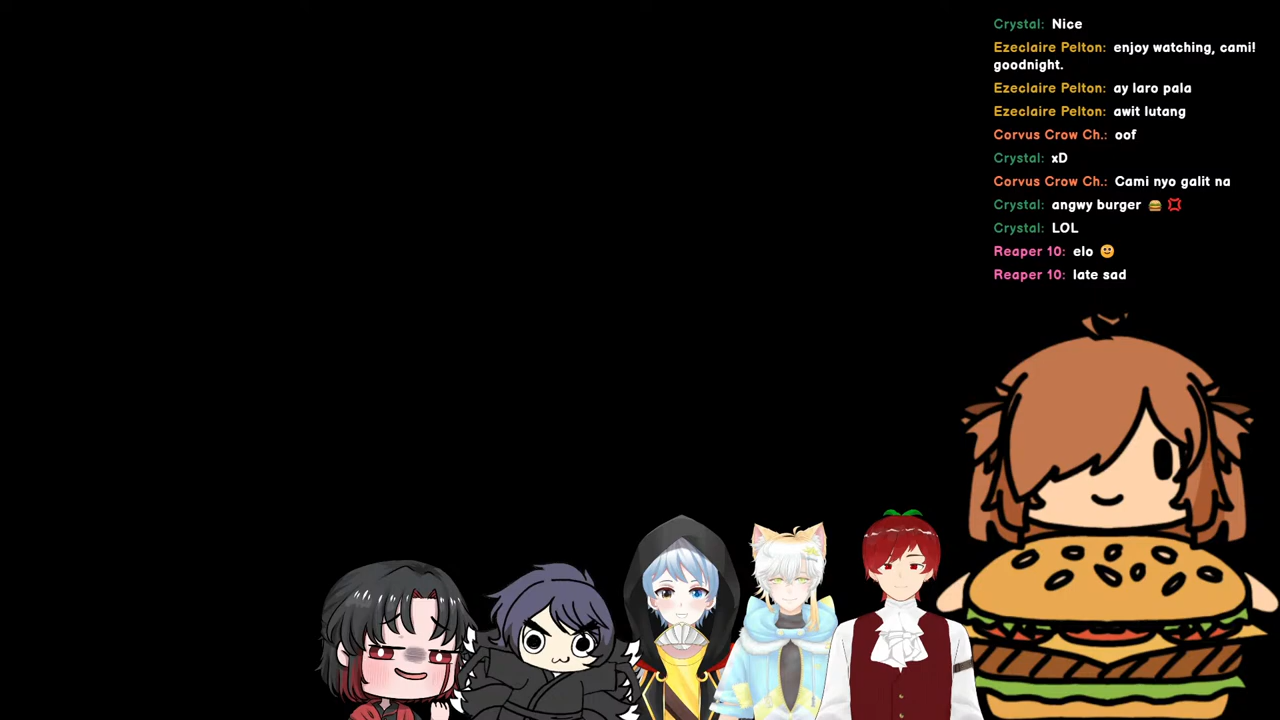 Crystal: Nice
Ezeclaire Pelton: enjoy watching, cami!
goodnight.
Ezeclaire Pelton: ay laro pala
Ezeclaire Pelton: awit lutang
Corvus Crow Ch.: oof
Crystal: xD
Corvus Crow Ch.: Cami nyo galit na
Crystal: angwy burger 🍔 💢
Crystal: LOL
Reaper 10: elo 🙂
Reaper 10: late sad